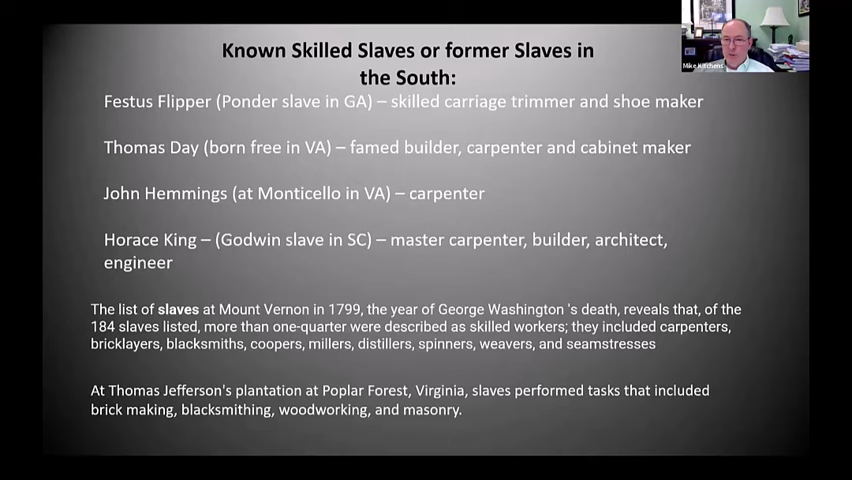 Known Skilled Slaves or former Slaves in
the South:
Mike Kitchens
Festus Flipper (Ponder slave in GA) – skilled carriage trimmer and shoe maker
Thomas Day (born free in VA) – famed builder, carpenter and cabinet maker
John Hemmings (at Monticello in VA) – carpenter
Horace King – (Godwin slave in SC) – master carpenter, builder, architect,
engineer
The list of slaves at Mount Vernon in 1799, the year of George Washington 's death, reveals that, of the
184 slaves listed, more than one-quarter were described as skilled workers; they included carpenters,
bricklayers, blacksmiths, coopers, millers, distillers, spinners, weavers, and seamstresses
At Thomas Jefferson's plantation at Poplar Forest, Virginia, slaves performed tasks that included
brick making, blacksmithing, woodworking, and masonry.